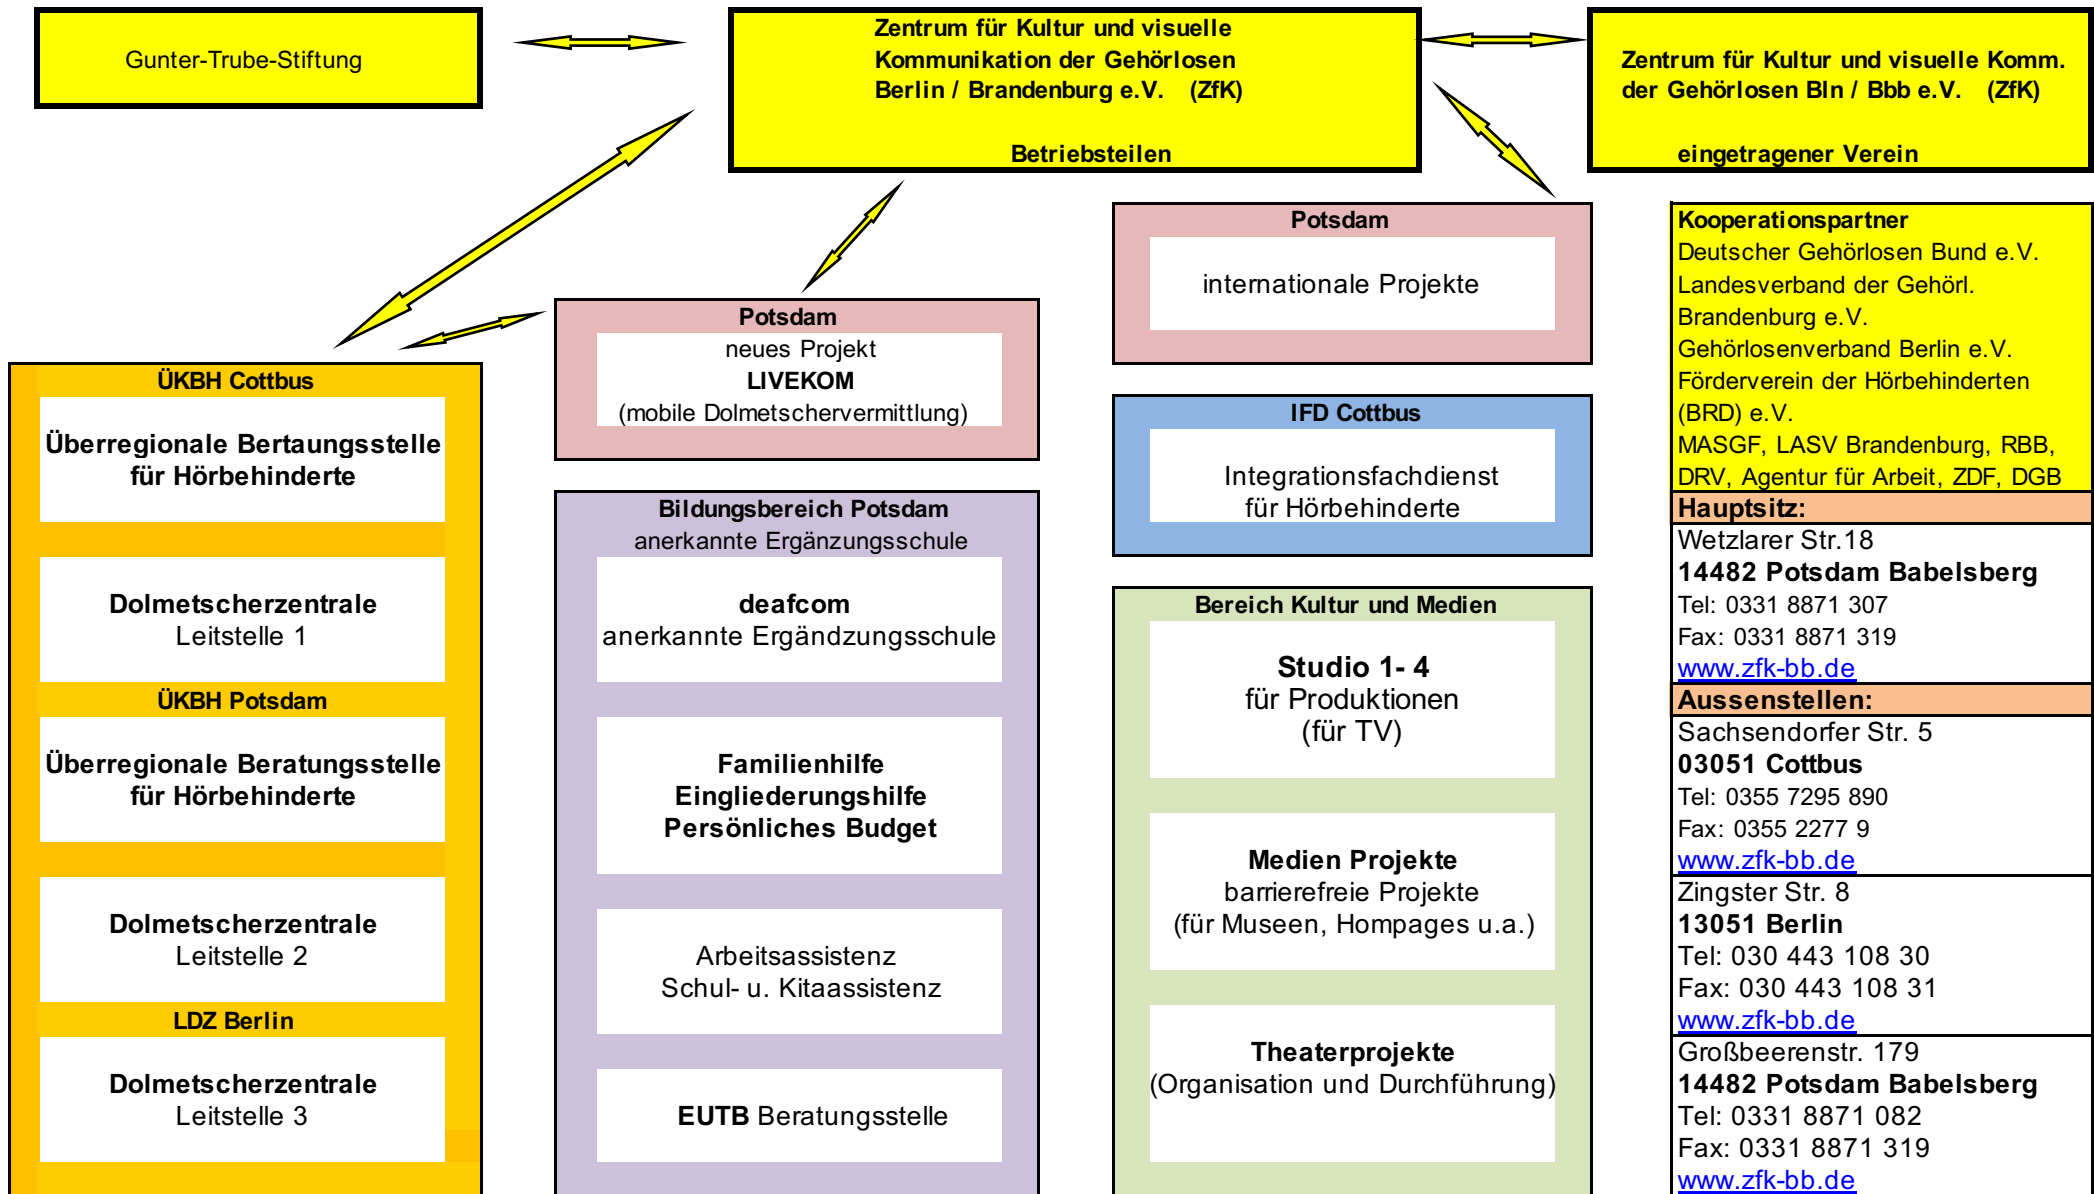 Gunter-Trube-Stiftung
Zentrum für Kultur und visuelle
Kommunikation der Gehörlosen
Berlin / Brandenburg e.V. (ZfK)
Betriebsteilen
Zentrum für Kultur und visuelle Komm.
der Gehörlosen Bln / Bbb e.V. (ZfK)
eingetragener Verein
ÜKBH Cottbus
Überregionale Bertaungsstelle
für Hörbehinderte
Dolmetscherzentrale
Leitstelle 1
ÜKBH Potsdam
Überregionale Beratungsstelle
für Hörbehinderte
Dolmetscherzentrale
Leitstelle 2
LDZ Berlin
Dolmetscherzentrale
Leitstelle 3
Potsdam
neues Projekt
LIVEKOM
(mobile Dolmetschervermittlung)
Bildungsbereich Potsdam
anerkannte Ergänzungsschule
deafcom
anerkannte Ergändzungsschule
Familienhilfe
Eingliederungshilfe
Persönliches Budget
Arbeitsassistenz
Schul- u. Kitaassistenz
EUTB Beratungsstelle
Potsdam
internationale Projekte
IFD Cottbus
Integrationsfachdienst
für Hörbehinderte
Bereich Kultur und Medien
Studio 1- 4
für Produktionen
(für TV)
Medien Projekte
barrierefreie Projekte
(für Museen, Hompages u.a.)
Theaterprojekte
(Organisation und Durchführung)
Kooperationspartner
Deutscher Gehörlosen Bund e.V.
Landesverband der Gehörl.
Brandenburg e.V.
Gehörlosenverband Berlin e.V.
Förderverein der Hörbehinderten
(BRD) e.V.
MASGF, LASV Brandenburg, RBB,
DRV, Agentur für Arbeit, ZDF, DGB
Hauptsitz:
Wetzlarer Str.18
14482 Potsdam Babelsberg
Tel: 0331 8871 307
Fax: 0331 8871 319
www.zfk-bb.de
Aussenstellen:
Sachsendorfer Str. 5
03051 Cottbus
Tel: 0355 7295 890
Fax: 0355 2277 9
www.zfk-bb.de
Zingster Str. 8
13051 Berlin
Tel: 030 443 108 30
Fax: 030 443 108 31
www.zfk-bb.de
Großbeerenstr. 179
14482 Potsdam Babelsberg
Tel: 0331 8871 082
Fax: 0331 8871 319
www.zfk-bb.de